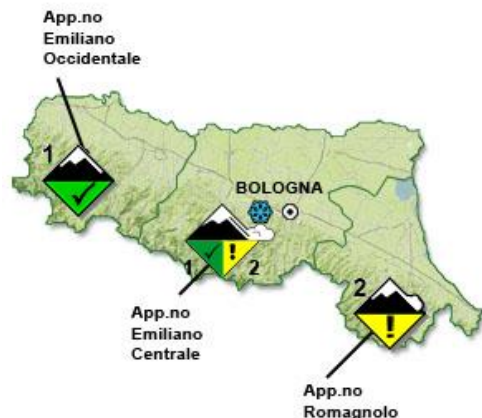 App.no
Emiliano
Occidentale
1
BOLOGNA
!
1 2
App.no
Emiliano
Centrale
2
!
App.no
Romagnolo